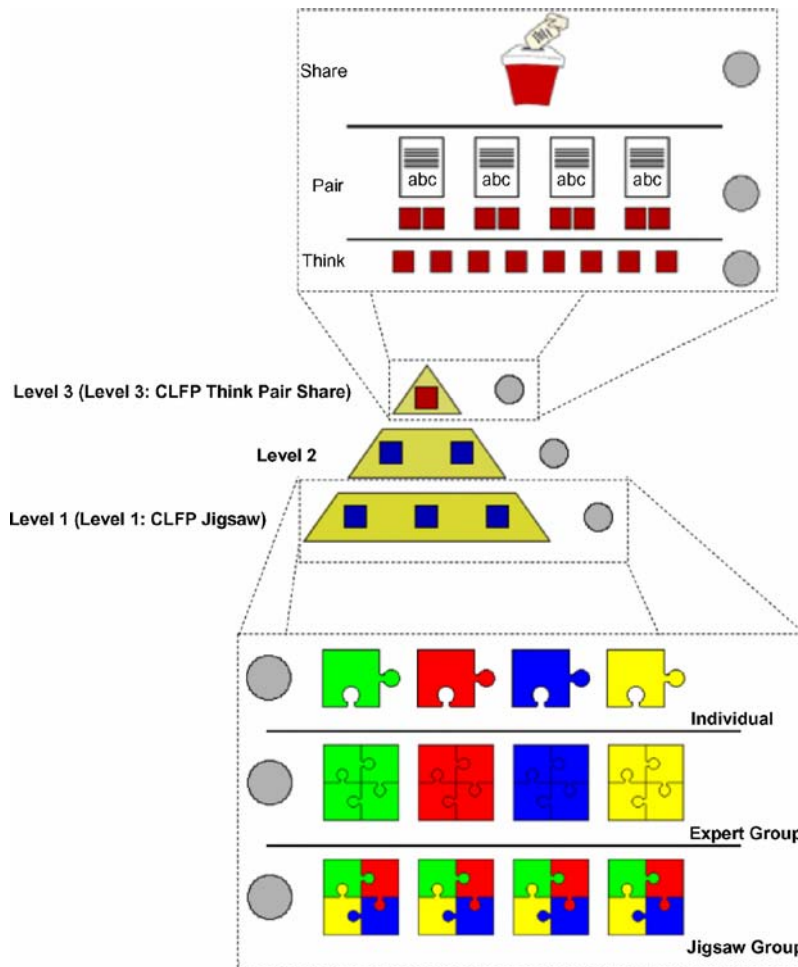 Share
Pair
abc abc abc abc
Think
Level 3 (Level 3: CLFP Think Pair Share)
Level 2
Level 1 (Level 1: CLFP Jigsaw)
Individual
Expert Group
Jigsaw Group